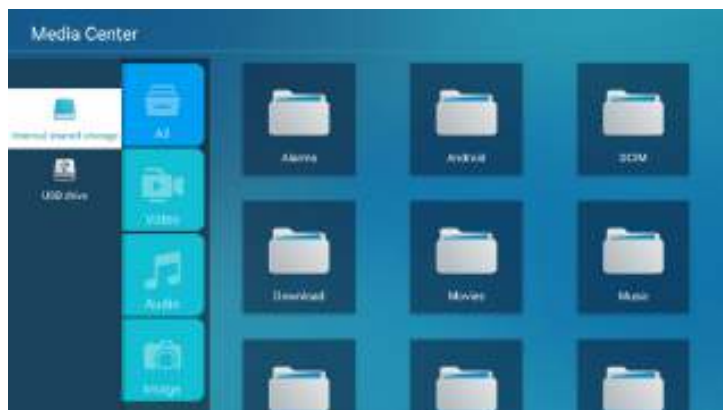 Media Center
Internal shared storage
USB drive
All
Video
Audio
Image
Alarms
Android
DCIM
Download
Movies
Music